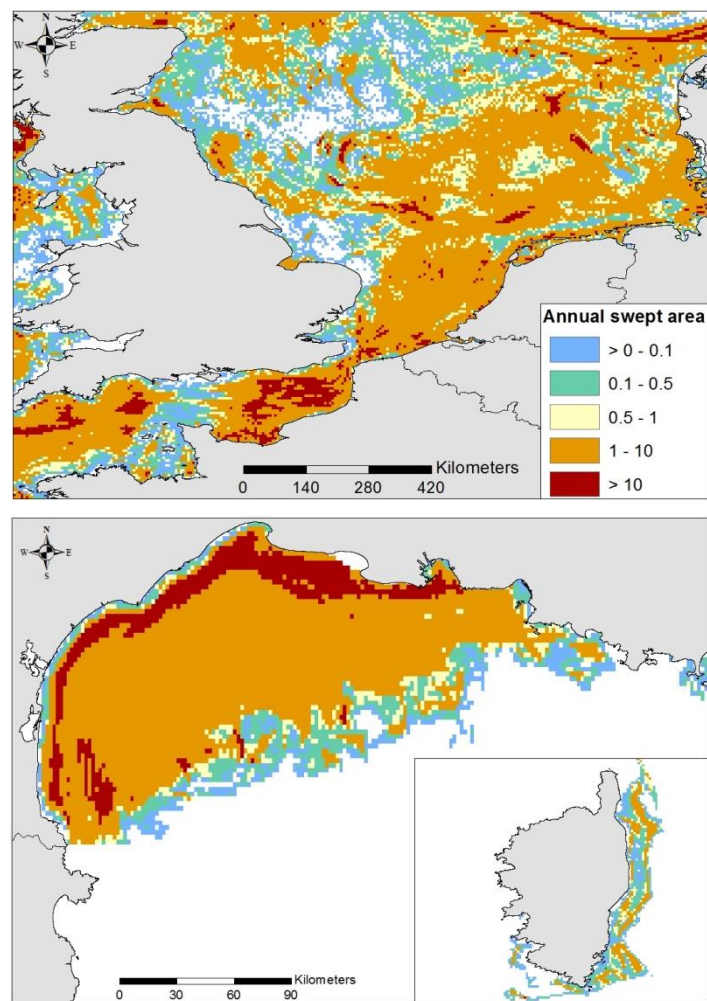 N
W E
S
Annual swept area
> 0 - 0.1
0.1 - 0.5
0.5 - 1
1 - 10
> 10
Kilometers
0 140 280 420
N
W E
S
Kilometers
0 30 60 90